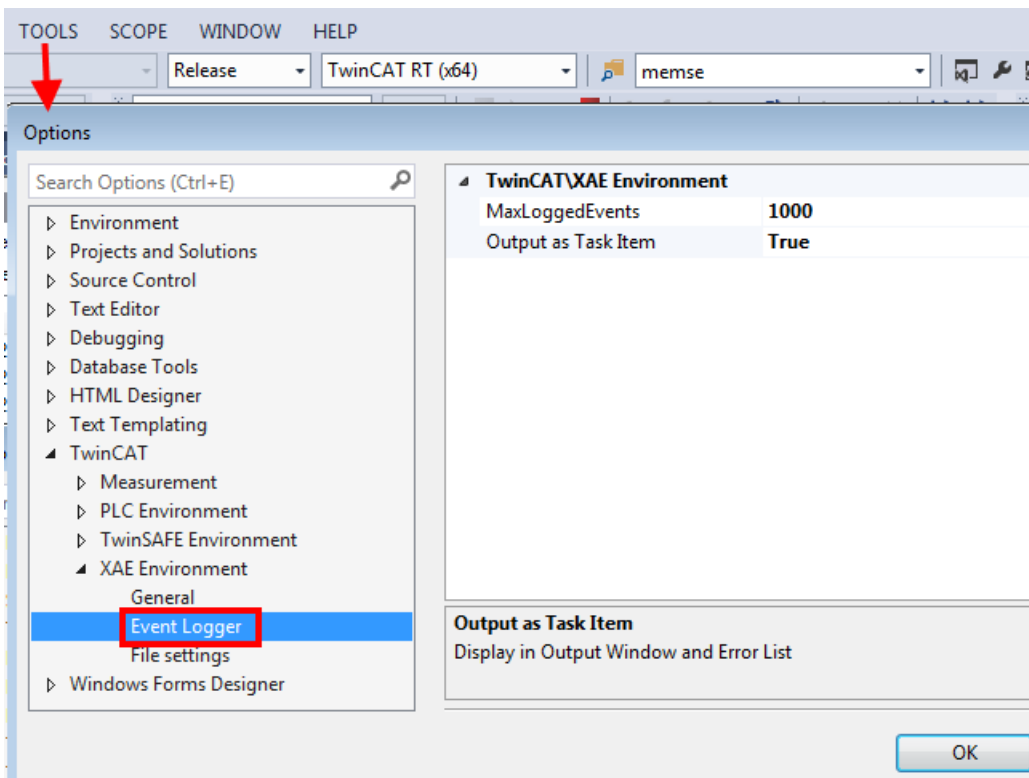 TOOLS SCOPE WINDOW HELP
Release TwinCAT RT (x64) memse
Options
Search Options (Ctrl+E)
Environment
Projects and Solutions
Source Control
Text Editor
Debugging
Database Tools
HTML Designer
Text Templating
TwinCAT
Measurement
PLC Environment
TwinSAFE Environment
XAE Environment
General
Event Logger
File settings
Windows Forms Designer
TwinCAT\XAE Environment
MaxLoggedEvents 1000
Output as Task Item True
Output as Task Item
Display in Output Window and Error List
OK